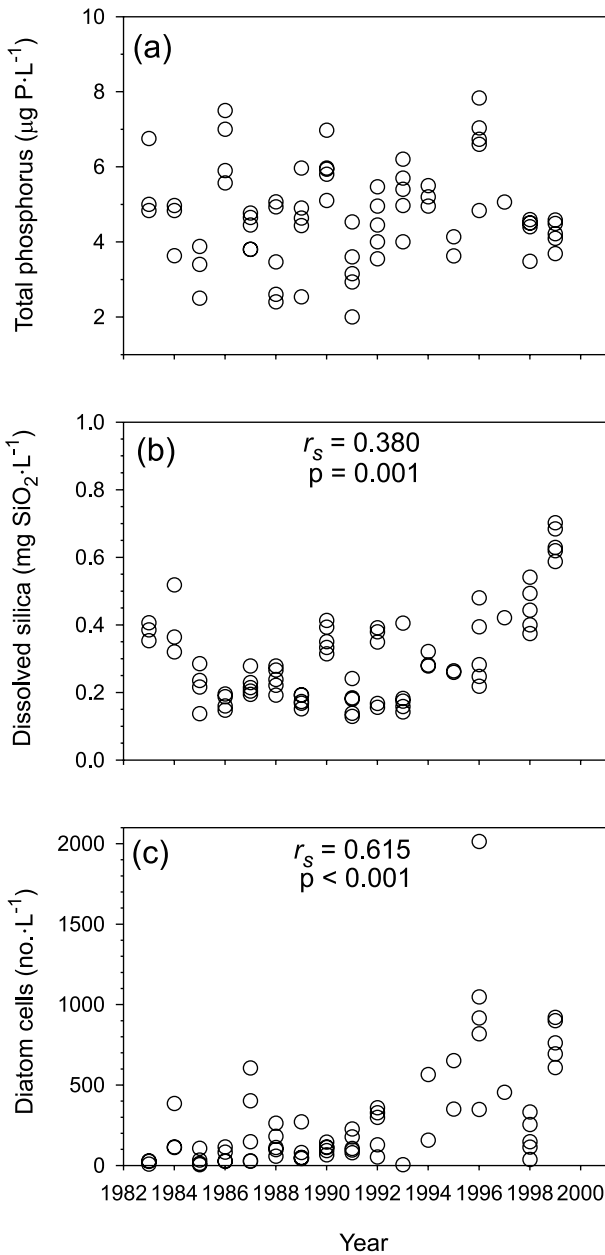 (a)
Total phosphorus (µg P·L⁻¹)
10
8
6
4
2
(b)
r_s = 0.380
p = 0.001
Dissolved silica (mg SiO₂·L⁻¹)
1.0
0.8
0.6
0.4
0.2
0.0
(c)
r_s = 0.615
p < 0.001
Diatom cells (no.·L⁻¹)
2000
1500
1000
500
0
1982 1984 1986 1988 1990 1992 1994 1996 1998 2000
Year